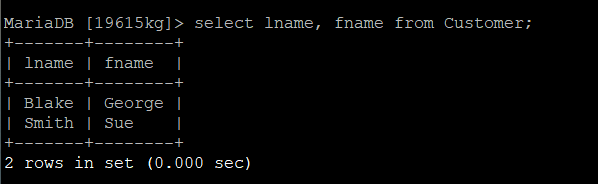 MariaDB [19615kg]> select lname, fname from Customer;
+-------+--------+
| lname | fname  |
+-------+--------+
| Blake | George |
| Smith | Sue    |
+-------+--------+
2 rows in set (0.000 sec)